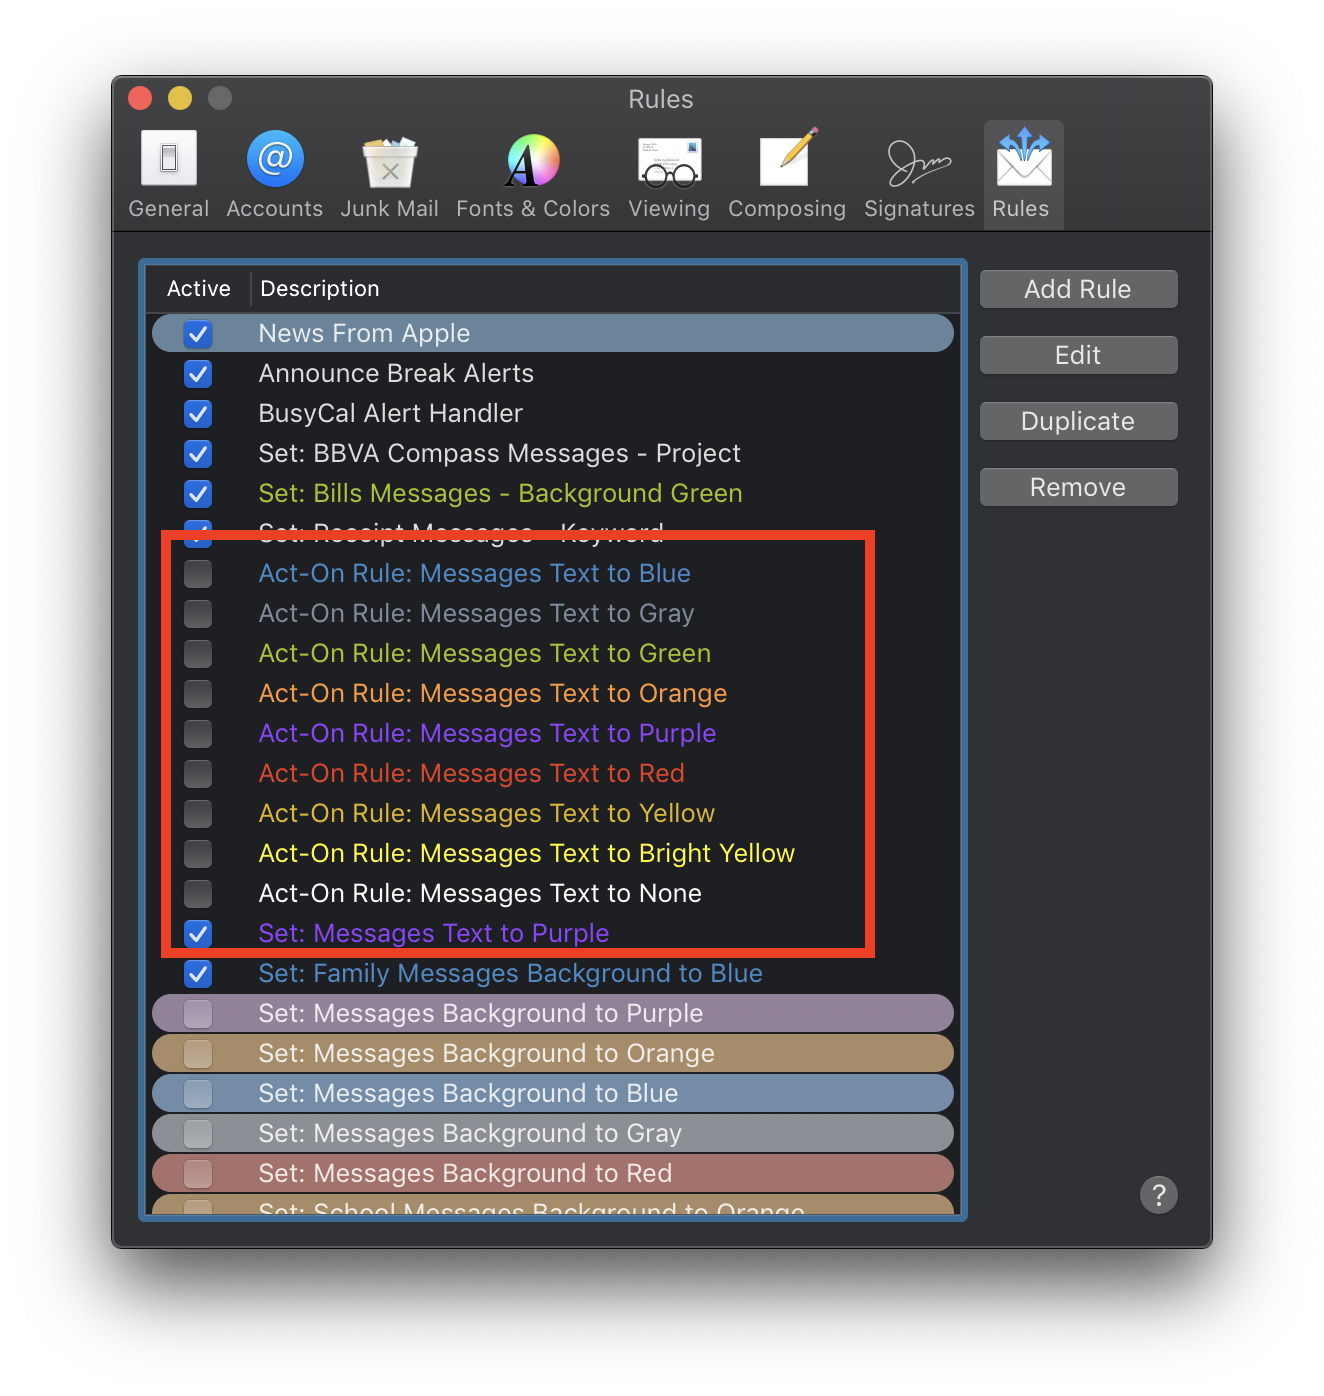 Rules
General Accounts Junk Mail Fonts & Colors Viewing Composing Signatures Rules
Active Description
News From Apple
Announce Break Alerts
BusyCal Alert Handler
Set: BBVA Compass Messages - Project
Set: Bills Messages - Background Green
Set: Receipt Messages - Keyword
Act-On Rule: Messages Text to Blue
Act-On Rule: Messages Text to Gray
Act-On Rule: Messages Text to Green
Act-On Rule: Messages Text to Orange
Act-On Rule: Messages Text to Purple
Act-On Rule: Messages Text to Red
Act-On Rule: Messages Text to Yellow
Act-On Rule: Messages Text to Bright Yellow
Act-On Rule: Messages Text to None
Set: Messages Text to Purple
Set: Family Messages Background to Blue
Set: Messages Background to Purple
Set: Messages Background to Orange
Set: Messages Background to Blue
Set: Messages Background to Gray
Set: Messages Background to Red
Set: School Messages Background to Orange
Add Rule
Edit
Duplicate
Remove
?